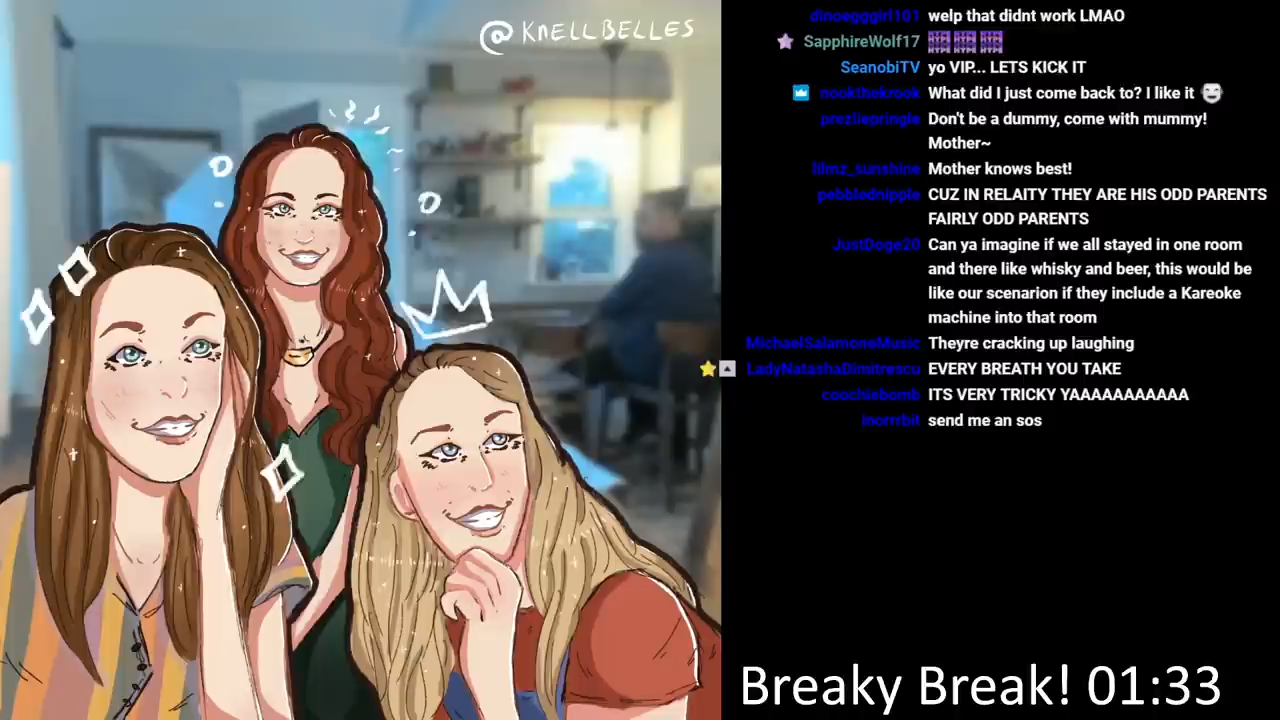 @KNELLBELLES
dinoegggirl101 welp that didnt work LMAO
SapphireWolf17 HYPE HYPE HYPE
SeanobiTV yo VIP... LETS KICK IT
nookthekrook What did I just come back to? I like it
prezliepringle Don't be a dummy, come with mummy!
Mother~
lilmz_sunshine Mother knows best!
pebblednipple CUZ IN RELAITY THEY ARE HIS ODD PARENTS
FAIRLY ODD PARENTS
JustDoge20 Can ya imagine if we all stayed in one room
and there like whisky and beer, this would be
like our scenarion if they include a Kareoke
machine into that room
MichaelSalamoneMusic Theyre cracking up laughing
LadyNatashaDimitrescu EVERY BREATH YOU TAKE
coochiebomb ITS VERY TRICKY YAAAAAAAAAAA
morrrbit send me an sos
Breaky Break! 01:33